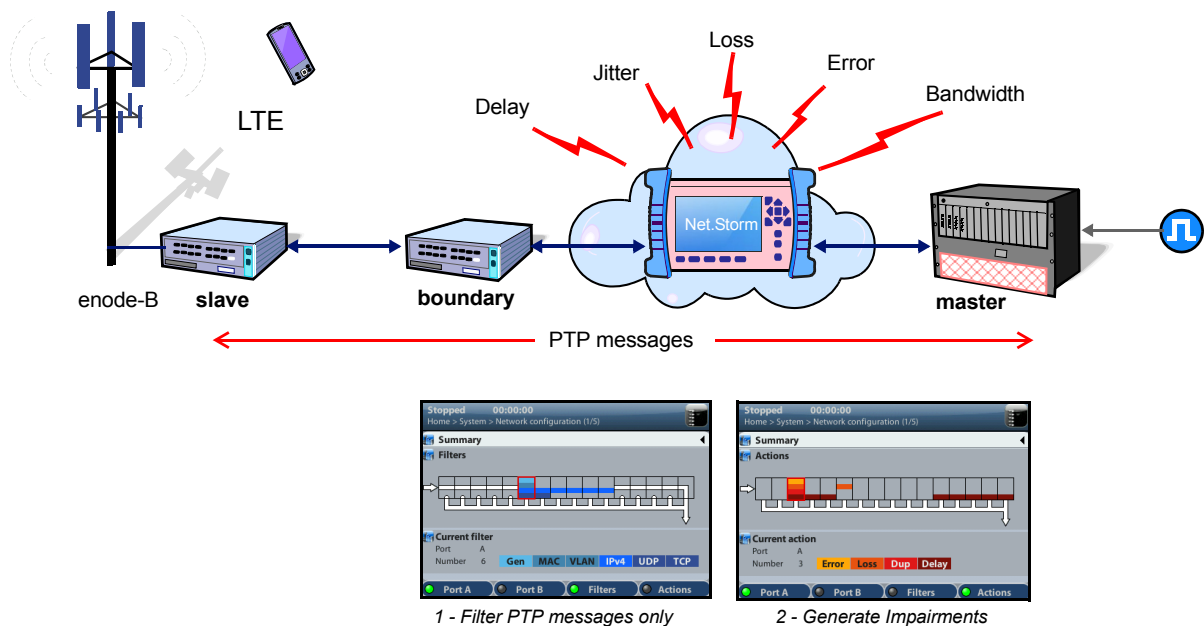 Loss
Jitter
Error
Delay
Bandwidth
LTE
Net.Storm
enode-B
slave
boundary
master
PTP messages
Stopped 00:00:00
Home > System > Network configuration (1/5)
Summary
Filters
Current filter
Port A
Number 6 Gen MAC VLAN IPv4 UDP TCP
Port A Port B Filters Actions
1 - Filter PTP messages only
Stopped 00:00:00
Home > System > Network configuration (1/5)
Summary
Actions
Current action
Port A
Number 3 Error Loss Dup Delay
Port A Port B Filters Actions
2 - Generate Impairments